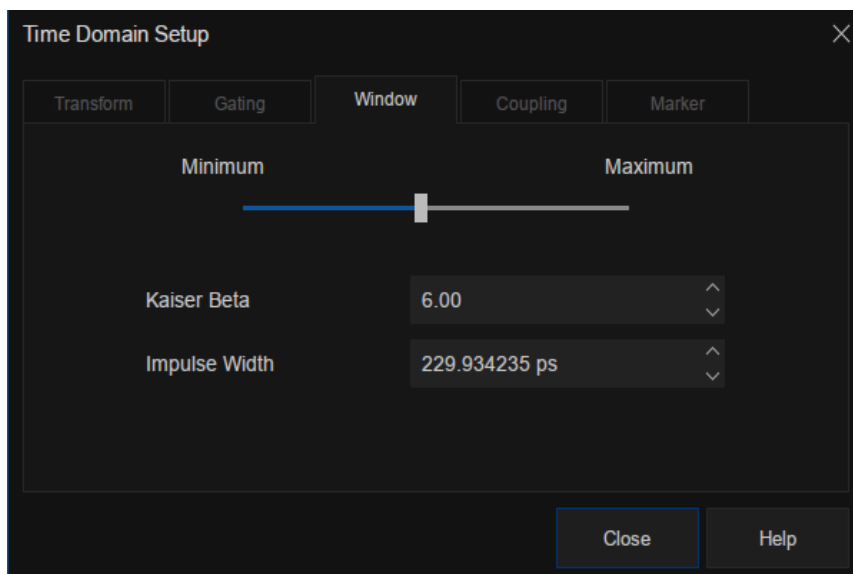 Time Domain Setup
Transform Gating Window Coupling Marker
Minimum Maximum
Kaiser Beta 6.00
Impulse Width 229.934235 ps
Close Help